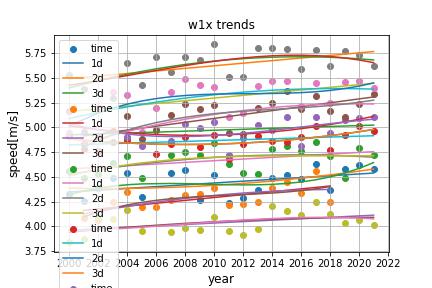 w1x trends
speed[m/s]
5.75
5.50
5.25
5.00
4.75
4.50
4.25
4.00
3.75
time
1d
2d
3d
time
1d
2d
3d
time
1d
2d
3d
time
1d
2d
3d
time
2000 2002 2004 2006 2008 2010 2012 2014 2016 2018 2020 2022
year